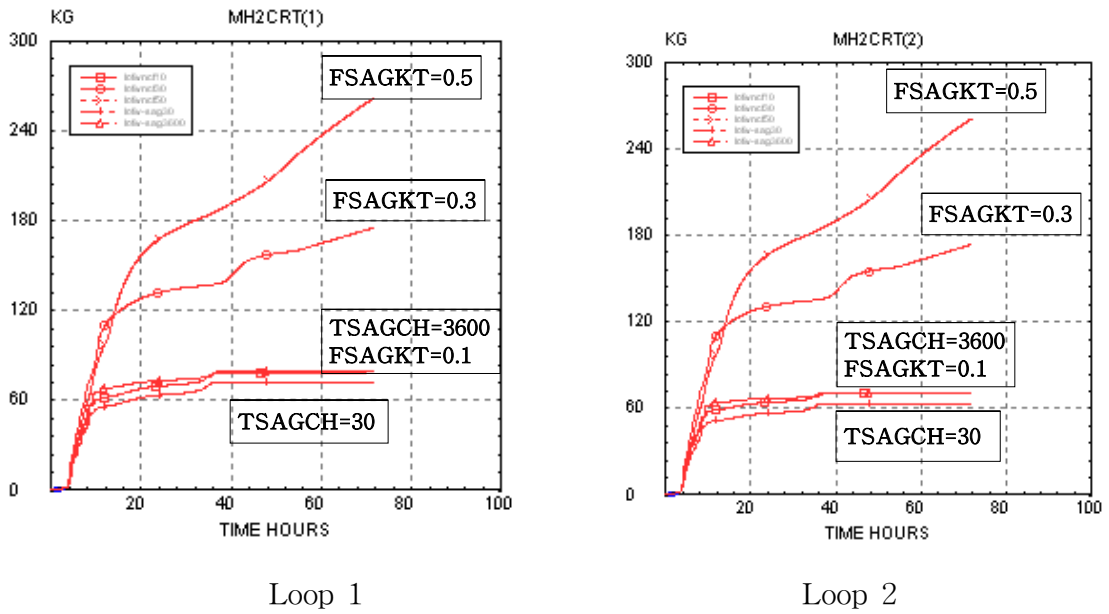 KG MH2CRT(1)
300
240
180
120
60
0
20 40 60 80 100
TIME HOURS
FSAGKT=0.5
FSAGKT=0.3
TSAGCH=3600
FSAGKT=0.1
TSAGCH=30
Loop 1
KG MH2CRT(2)
300
240
180
120
60
0
20 40 60 80 100
TIME HOURS
FSAGKT=0.5
FSAGKT=0.3
TSAGCH=3600
FSAGKT=0.1
TSAGCH=30
Loop 2